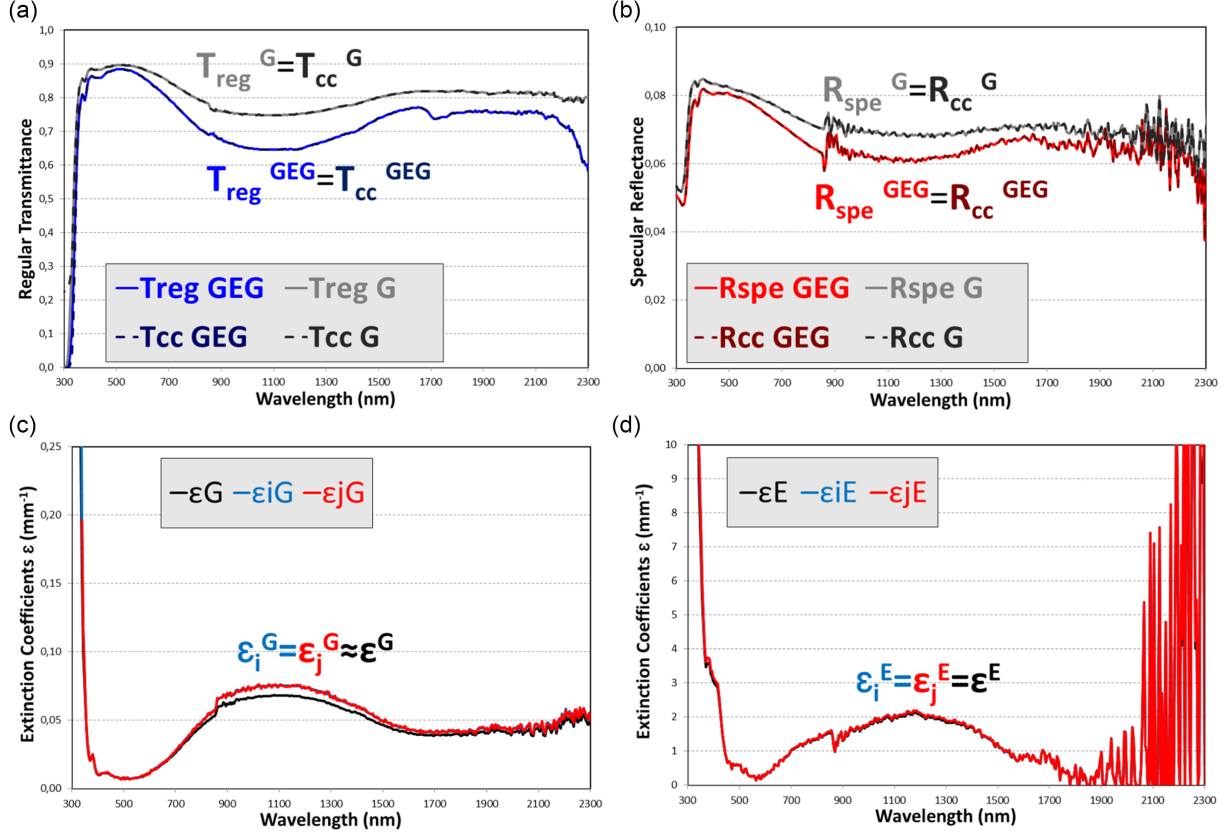 (a)
Regular Transmittance
1,0
0,9
0,8
0,7
0,6
0,5
0,4
0,3
0,2
0,1
0,0
Treg G=Tcc G
Treg GEG=Tcc GEG
Treg GEG Treg G
Tcc GEG Tcc G
300 500 700 900 1100 1300 1500 1700 1900 2100 2300
Wavelength (nm)
(b)
Specular Reflectance
0,10
0,08
0,06
0,04
0,02
0,00
Rspe G=Rcc G
Rspe GEG=Rcc GEG
Rspe GEG Rspe G
Rcc GEG Rcc G
300 500 700 900 1100 1300 1500 1700 1900 2100 2300
Wavelength (nm)
(c)
Extinction Coefficients ε (mm-1)
0,25
0,20
0,15
0,10
0,05
0,00
εG εiG εjG
εi G=εj G≈εG
300 500 700 900 1100 1300 1500 1700 1900 2100 2300
Wavelength (nm)
(d)
Extinction Coefficients ε (mm-1)
10
9
8
7
6
5
4
3
2
1
0
εE εiE εjE
εi E=εj E=εE
300 500 700 900 1100 1300 1500 1700 1900 2100 2300
Wavelength (nm)